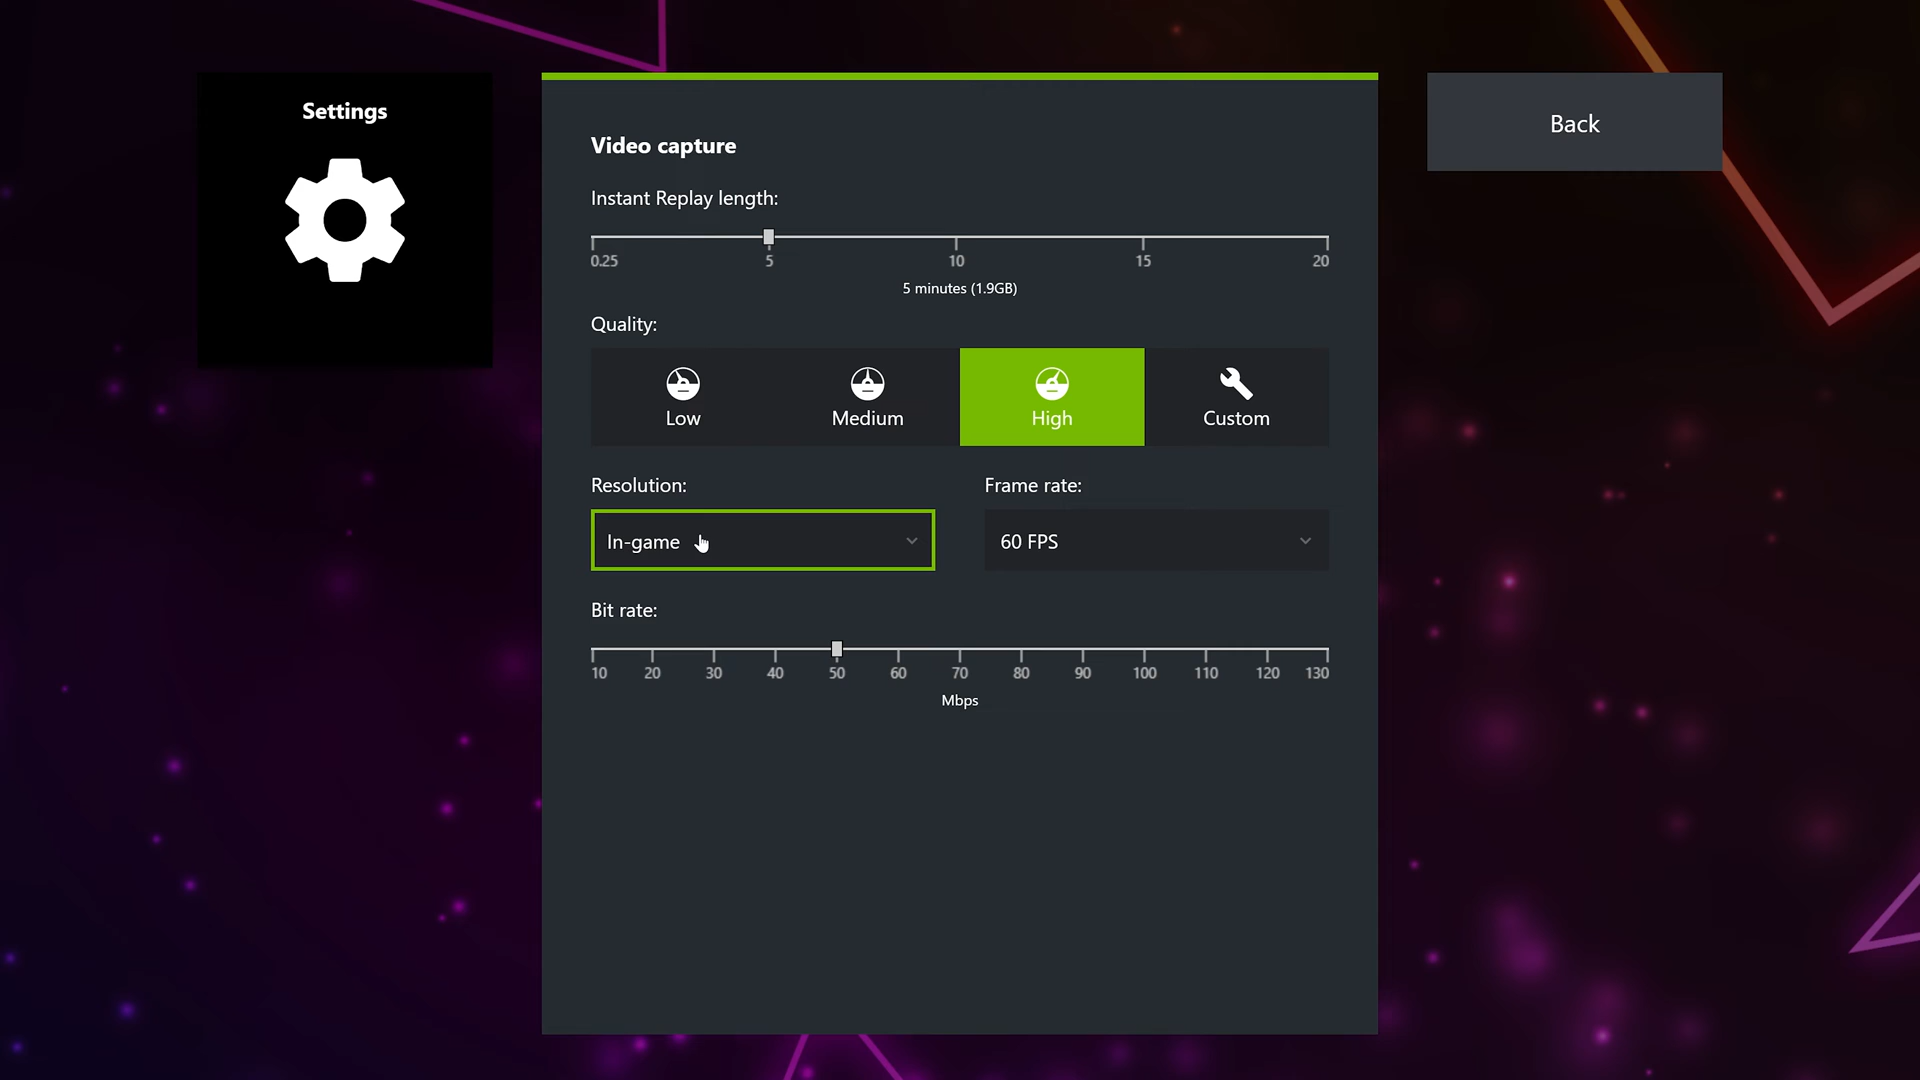 Settings
Back
Video capture
Instant Replay length:
0.25 5 10 15 20
5 minutes (1.9GB)
Quality:
Low Medium High Custom
Resolution: Frame rate:
In-game 60 FPS
Bit rate:
10 20 30 40 50 60 70 80 90 100 110 120 130
Mbps